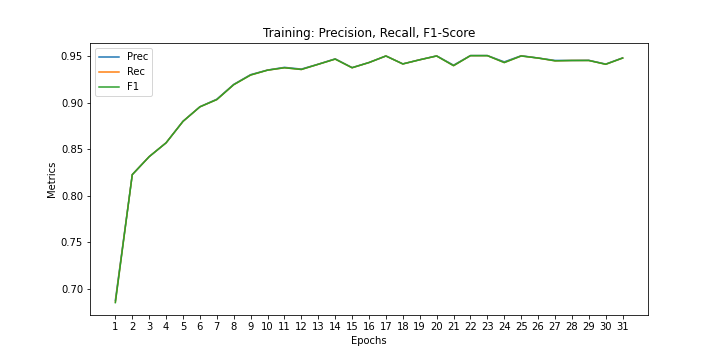 Training: Precision, Recall, F1-Score
Prec
Rec
F1
Metrics
0.95
0.90
0.85
0.80
0.75
0.70
1 2 3 4 5 6 7 8 9 10 11 12 13 14 15 16 17 18 19 20 21 22 23 24 25 26 27 28 29 30 31
Epochs